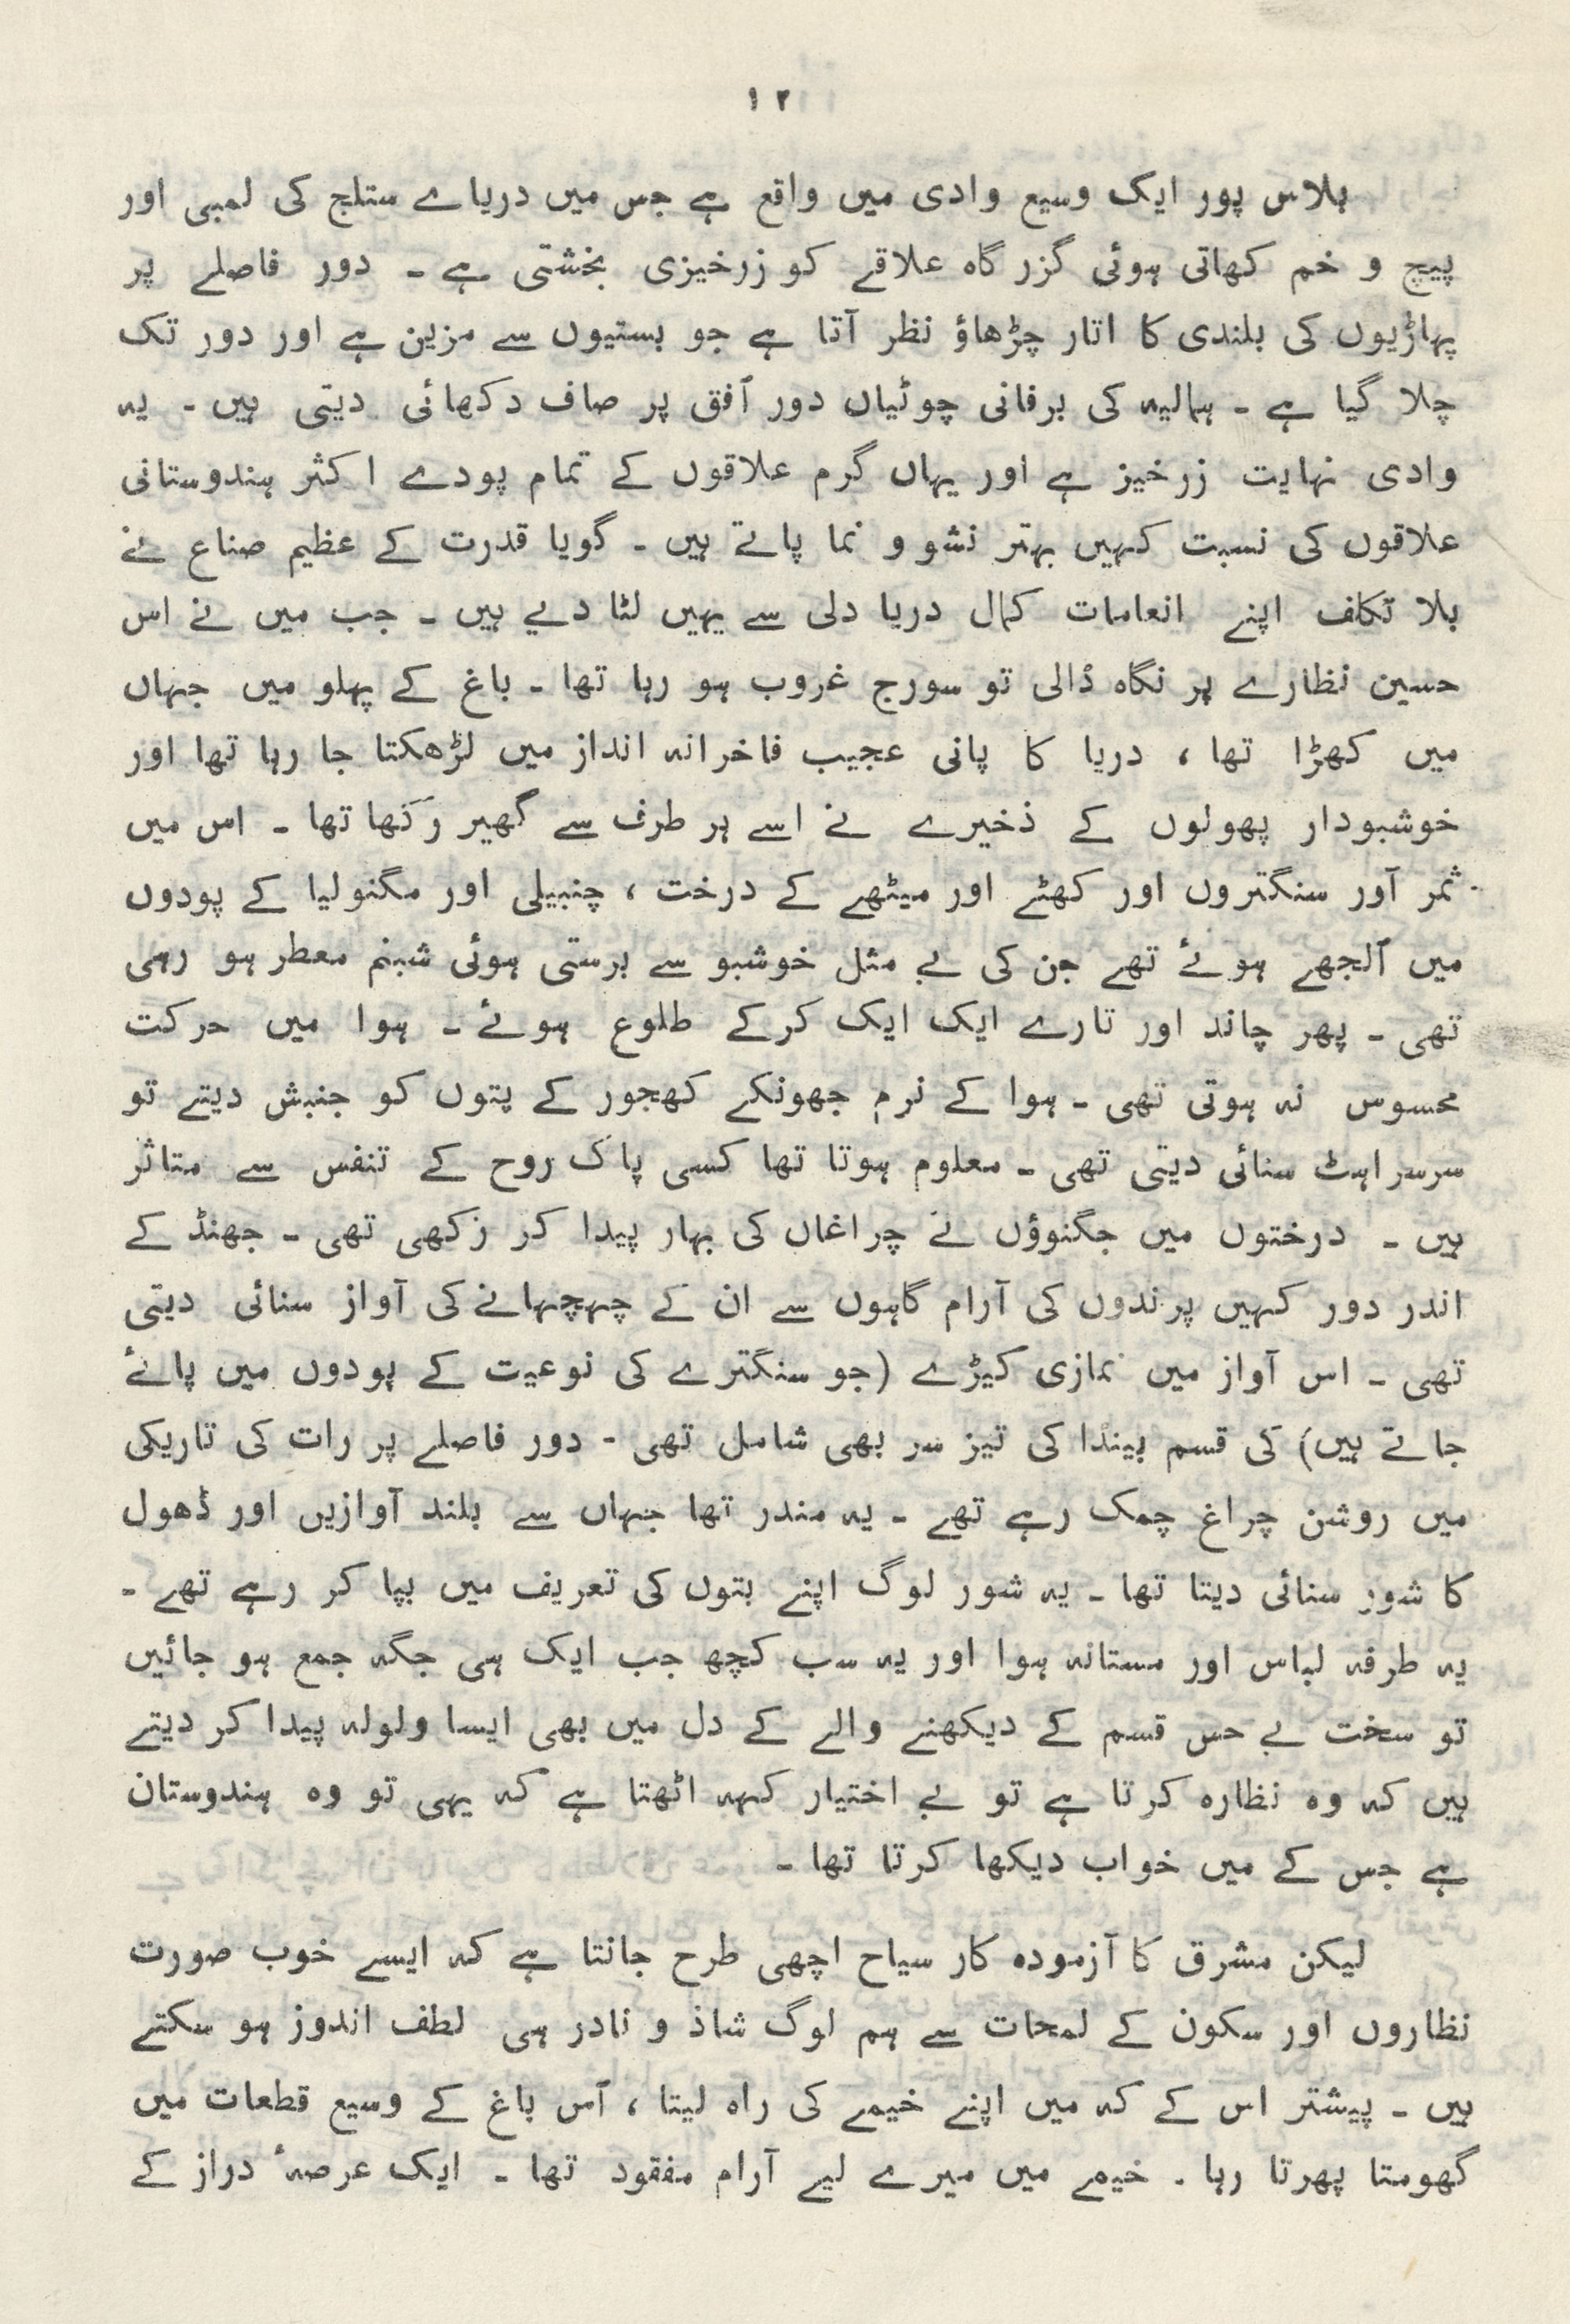 ۱۲
بلاس پور ایک وسیع وادی میں واقع ہے جس میں دریاے ستلج کی لمبی اور
پیچ و خم کھاتی ہوئی گزر گاہ علاقے کو زرخیزی بخشتی ہے ۔ دور فاصلے پر
پہاڑیوں کی بلندی کا اتار چڑھاؤ نظر آتا ہے جو بستیوں سے مزین ہے اور دور تک
چلا گیا ہے ۔ ہمالیہ کی برفانی چوٹیاں دور اُفق پر صاف دکھائی دیتی ہیں ۔ یہ
وادی نہایت زرخیز ہے اور یہاں گرم علاقوں کے تمام پودے اکثر ہندوستانی
علاقوں کی نسبت کہیں بہتر نشو و نما پاتے ہیں ۔ گویا قدرت کے عظیم صناع نے
بلا تکلف اپنے انعامات کمال دریا دلی سے یہیں لٹا دیے ہیں ۔ جب میں نے اس
حسین نظارے پر نگاہ ڈالی تو سورج غروب ہو رہا تھا ۔ باغ کے پہلو میں جہاں
میں کھڑا تھا ، دریا کا پانی عجیب فاخرانہ انداز میں لڑھکتا جا رہا تھا اور
خوشبودار پھولوں کے ذخیرے نے اسے ہر طرف سے گھیر رکھا تھا ۔ اس میں
ثمر آور سنگتروں اور کھٹے اور میٹھے کے درخت ، چنبیلی اور مگنولیا کے پودوں
میں اُلجھے ہوئے تھے جن کی بے مثل خوشبو سے برستی ہوئی شبنم معطر ہو رہی
تھی ۔ پھر چاند اور تارے ایک ایک کرکے طلوع ہوئے ۔ ہوا میں حرکت
محسوس نہ ہوتی تھی ۔ ہوا کے نرم جھونکے کھجور کے پتوں کو جنبش دیتے تو
سرسراہٹ سنائی دیتی تھی ۔ معلوم ہوتا تھا کسی پاک روح کے تنفس سے متاثر
ہیں ۔ درختوں میں جگنوؤں نے چراغاں کی بہار پیدا کر رکھی تھی ۔ جھنڈ کے
اندر دور کہیں پرندوں کی آرام گاہوں سے ان کے چہچہانے کی آواز سنائی دیتی
تھی ۔ اس آواز میں نمازی کیڑے (جو سنگترے کی نوعیت کے پودوں میں پائے
جاتے ہیں) کی قسم بینڈا کی تیز سر بھی شامل تھی ۔ دور فاصلے پر رات کی تاریکی
میں روشن چراغ چمک رہے تھے ۔ یہ مندر تھا جہاں سے بلند آوازیں اور ڈھول
کا شور سنائی دیتا تھا ۔ یہ شور لوگ اپنے بتوں کی تعریف میں بپا کر رہے تھے ۔
یہ طرفہ لباس اور مستانہ ہوا اور یہ سب کچھ جب ایک ہی جگہ جمع ہو جائیں
تو سخت بے حس قسم کے دیکھنے والے کے دل میں بھی ایسا ولولہ پیدا کر دیتے
ہیں کہ وہ نظارہ کرتا ہے تو بے اختیار کہہ اٹھتا ہے کہ یہی تو وہ ہندوستان
ہے جس کے میں خواب دیکھا کرتا تھا ۔
لیکن مشرق کا آزمودہ کار سیاح اچھی طرح جانتا ہے کہ ایسے خوب صورت
نظاروں اور سکون کے لمحات سے ہم لوگ شاذ و نادر ہی لطف اندوز ہو سکتے
ہیں ۔ پیشتر اس کے کہ میں اپنے خیمے کی راہ لیتا ، اُس باغ کے وسیع قطعات میں
گھومتا پھرتا رہا ۔ خیمے میں میرے لیے آرام مفقود تھا ۔ ایک عرصۂ دراز کے